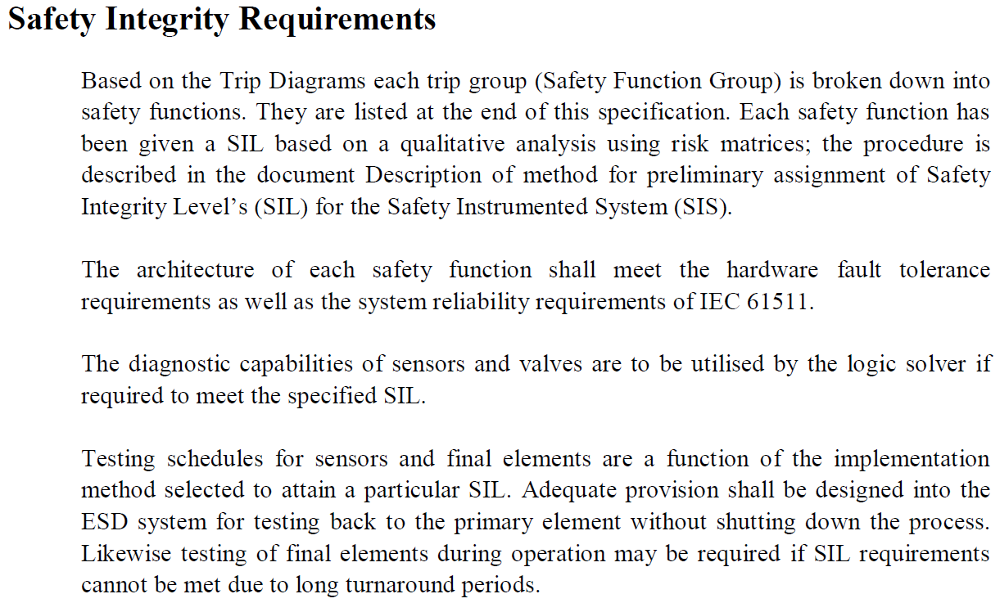 Safety Integrity Requirements
Based on the Trip Diagrams each trip group (Safety Function Group) is broken down into
safety functions. They are listed at the end of this specification. Each safety function has
been given a SIL based on a qualitative analysis using risk matrices; the procedure is
described in the document Description of method for preliminary assignment of Safety
Integrity Level’s (SIL) for the Safety Instrumented System (SIS).
The architecture of each safety function shall meet the hardware fault tolerance
requirements as well as the system reliability requirements of IEC 61511.
The diagnostic capabilities of sensors and valves are to be utilised by the logic solver if
required to meet the specified SIL.
Testing schedules for sensors and final elements are a function of the implementation
method selected to attain a particular SIL. Adequate provision shall be designed into the
ESD system for testing back to the primary element without shutting down the process.
Likewise testing of final elements during operation may be required if SIL requirements
cannot be met due to long turnaround periods.